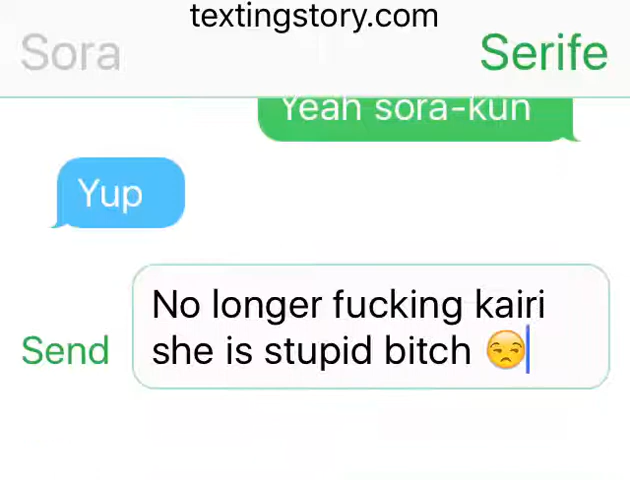 textingstory.com
Sora Serife
Yeah sora-kun
Yup
No longer fucking kairi
Send she is stupid bitch 😒